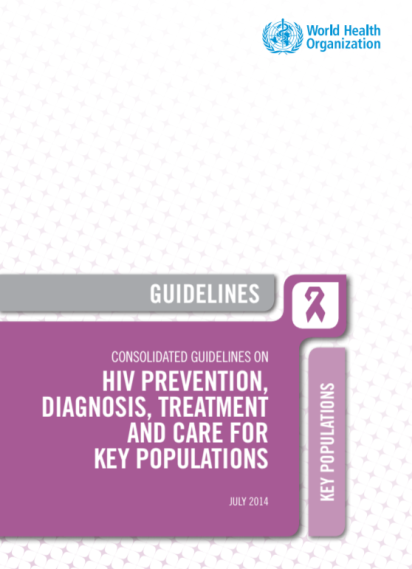 World Health
Organization
GUIDELINES
CONSOLIDATED GUIDELINES ON
HIV PREVENTION,
DIAGNOSIS, TREATMENT
AND CARE FOR
KEY POPULATIONS
JULY 2014
KEY POPULATIONS